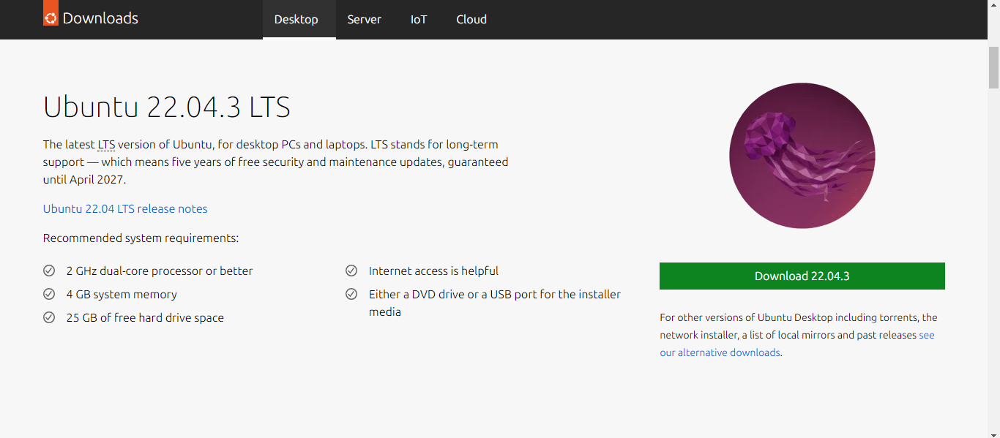 Downloads
Desktop
Server
IoT
Cloud
Ubuntu 22.04.3 LTS
The latest LTS version of Ubuntu, for desktop PCs and laptops. LTS stands for long-term
support — which means five years of free security and maintenance updates, guaranteed
until April 2027.
Ubuntu 22.04 LTS release notes
Recommended system requirements:
2 GHz dual-core processor or better
4 GB system memory
25 GB of free hard drive space
Internet access is helpful
Either a DVD drive or a USB port for the installer
media
Download 22.04.3
For other versions of Ubuntu Desktop including torrents, the
network installer, a list of local mirrors and past releases see
our alternative downloads.